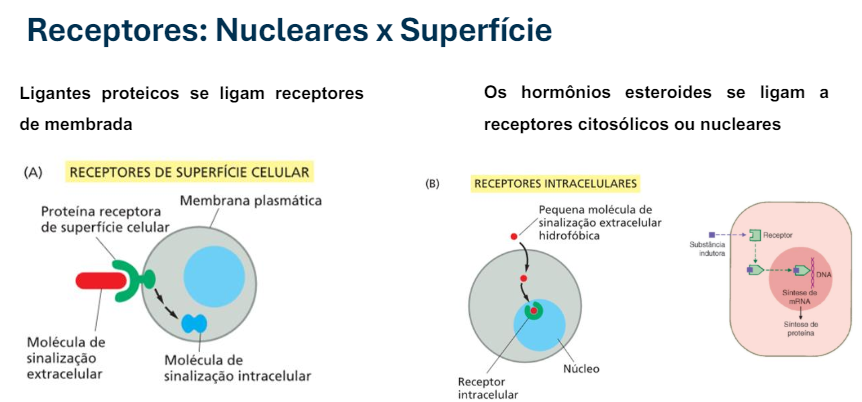 Receptores: Nucleares x Superfície
Ligantes proteicos se ligam receptores
de membrada
Os hormônios esteroides se ligam a
receptores citosólicos ou nucleares
(A) RECEPTORES DE SUPERFÍCIE CELULAR
Membrana plasmática
Proteína receptora
de superfície celular
Molécula de
sinalização
extracelular
Molécula de
sinalização intracelular
(B) RECEPTORES INTRACELULARES
Pequena molécula de
sinalização extracelular
hidrofóbica
Núcleo
Receptor
intracelular
Substância
indutora
Receptor
DNA
Síntese de
mRNA
Síntese de
proteína